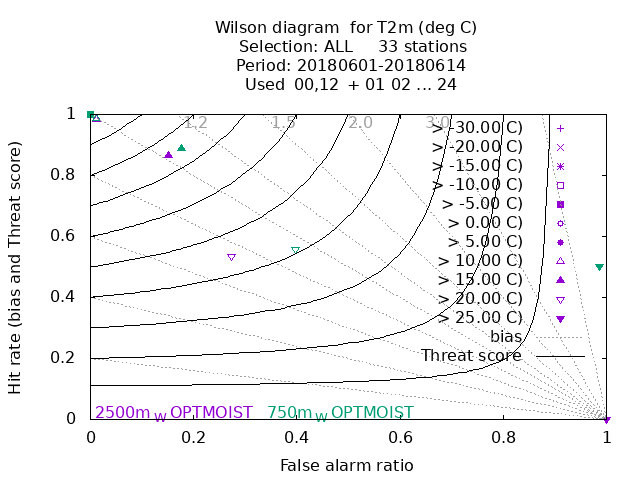 Wilson diagram  for T2m (deg C)
Selection: ALL     33 stations
Period: 20180601-20180614
Used  00,12  + 01 02 ... 24
Hit rate (bias and Threat score)
1
0.8
0.6
0.4
0.2
0
1.2
1.5
2.0
3.0
> -30.00 C)
> -20.00 C)
> -15.00 C)
> -10.00 C)
> -5.00 C)
> 0.00 C)
> 5.00 C)
> 10.00 C)
> 15.00 C)
> 20.00 C)
> 25.00 C)
bias
Threat score
2500m W OPTMOIST   750m W OPTMOIST
0 0.2 0.4 0.6 0.8 1
False alarm ratio